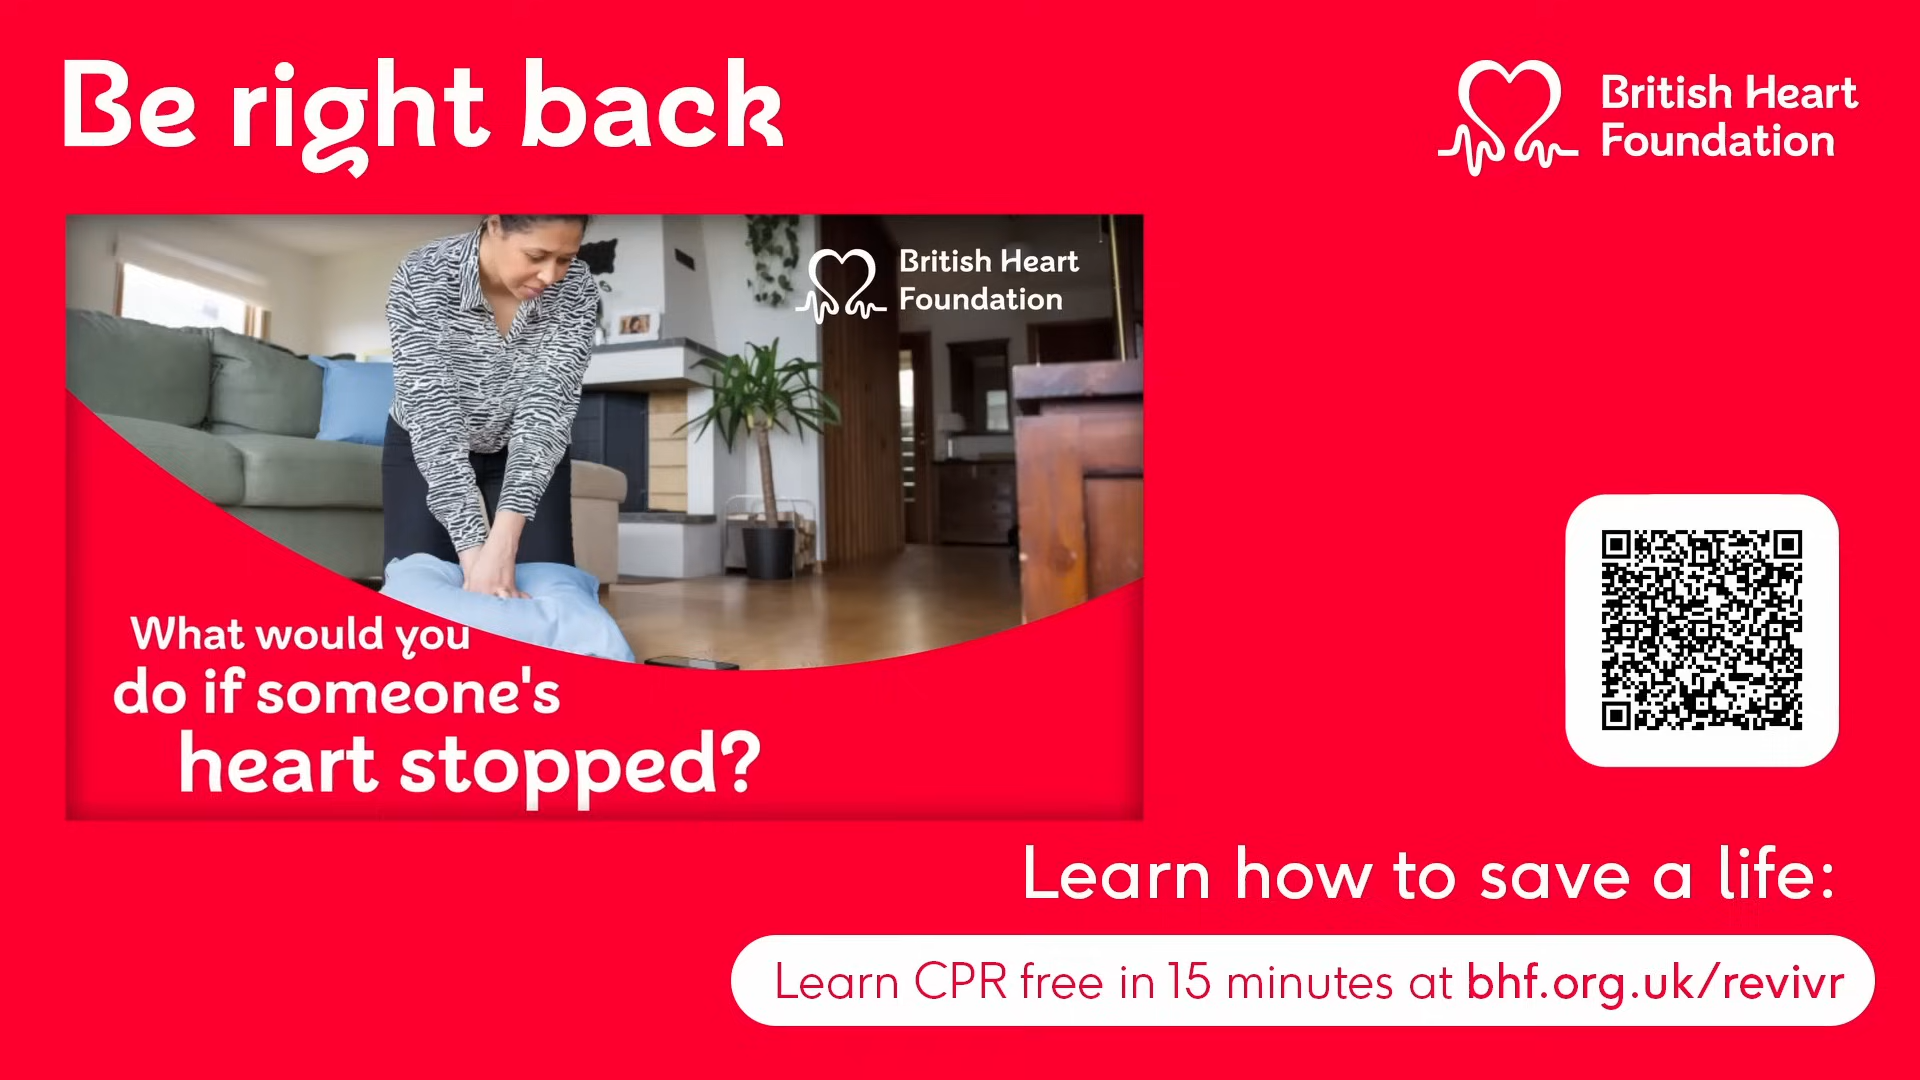 Be right back
British Heart
Foundation
British Heart
Foundation
What would you
do if someone's
heart stopped?
Learn how to save a life:
Learn CPR free in 15 minutes at bhf.org.uk/revivr